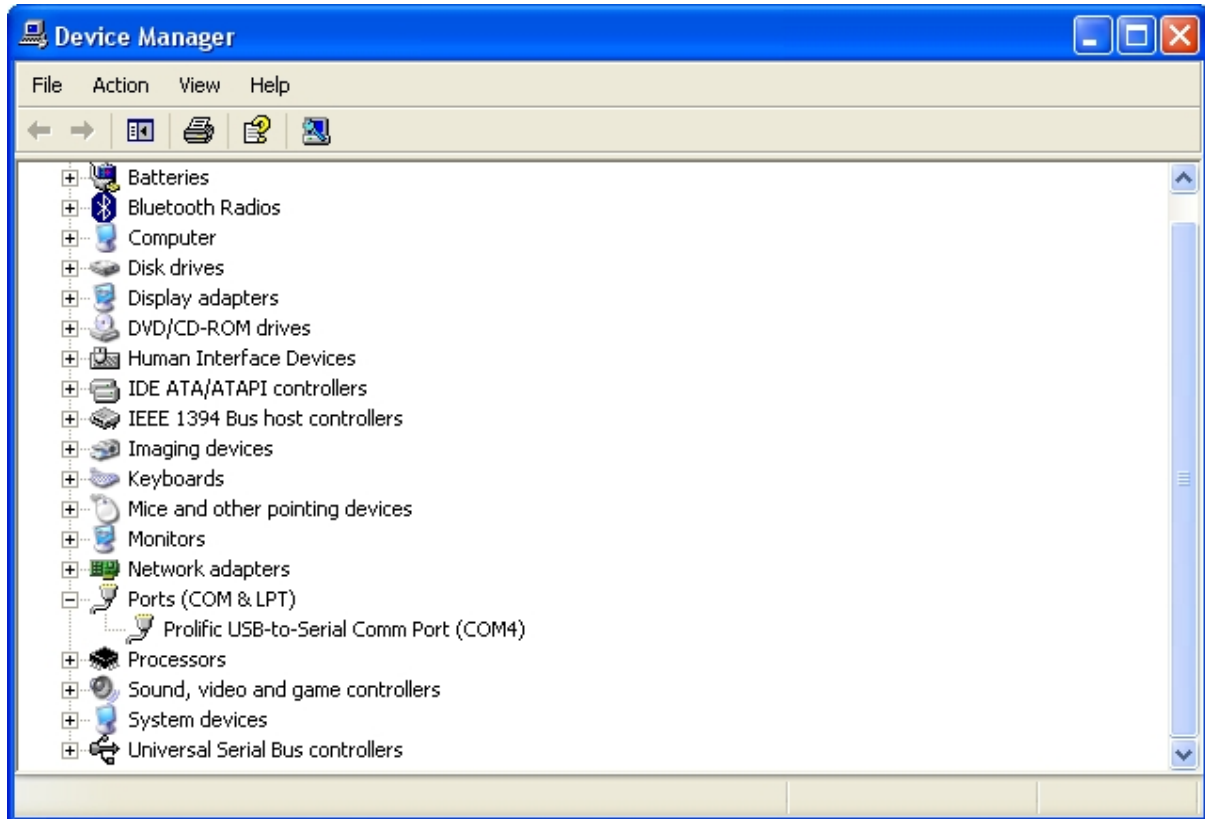 Device Manager
File Action View Help
Batteries
Bluetooth Radios
Computer
Disk drives
Display adapters
DVD/CD-ROM drives
Human Interface Devices
IDE ATA/ATAPI controllers
IEEE 1394 Bus host controllers
Imaging devices
Keyboards
Mice and other pointing devices
Monitors
Network adapters
Ports (COM & LPT)
Prolific USB-to-Serial Comm Port (COM4)
Processors
Sound, video and game controllers
System devices
Universal Serial Bus controllers